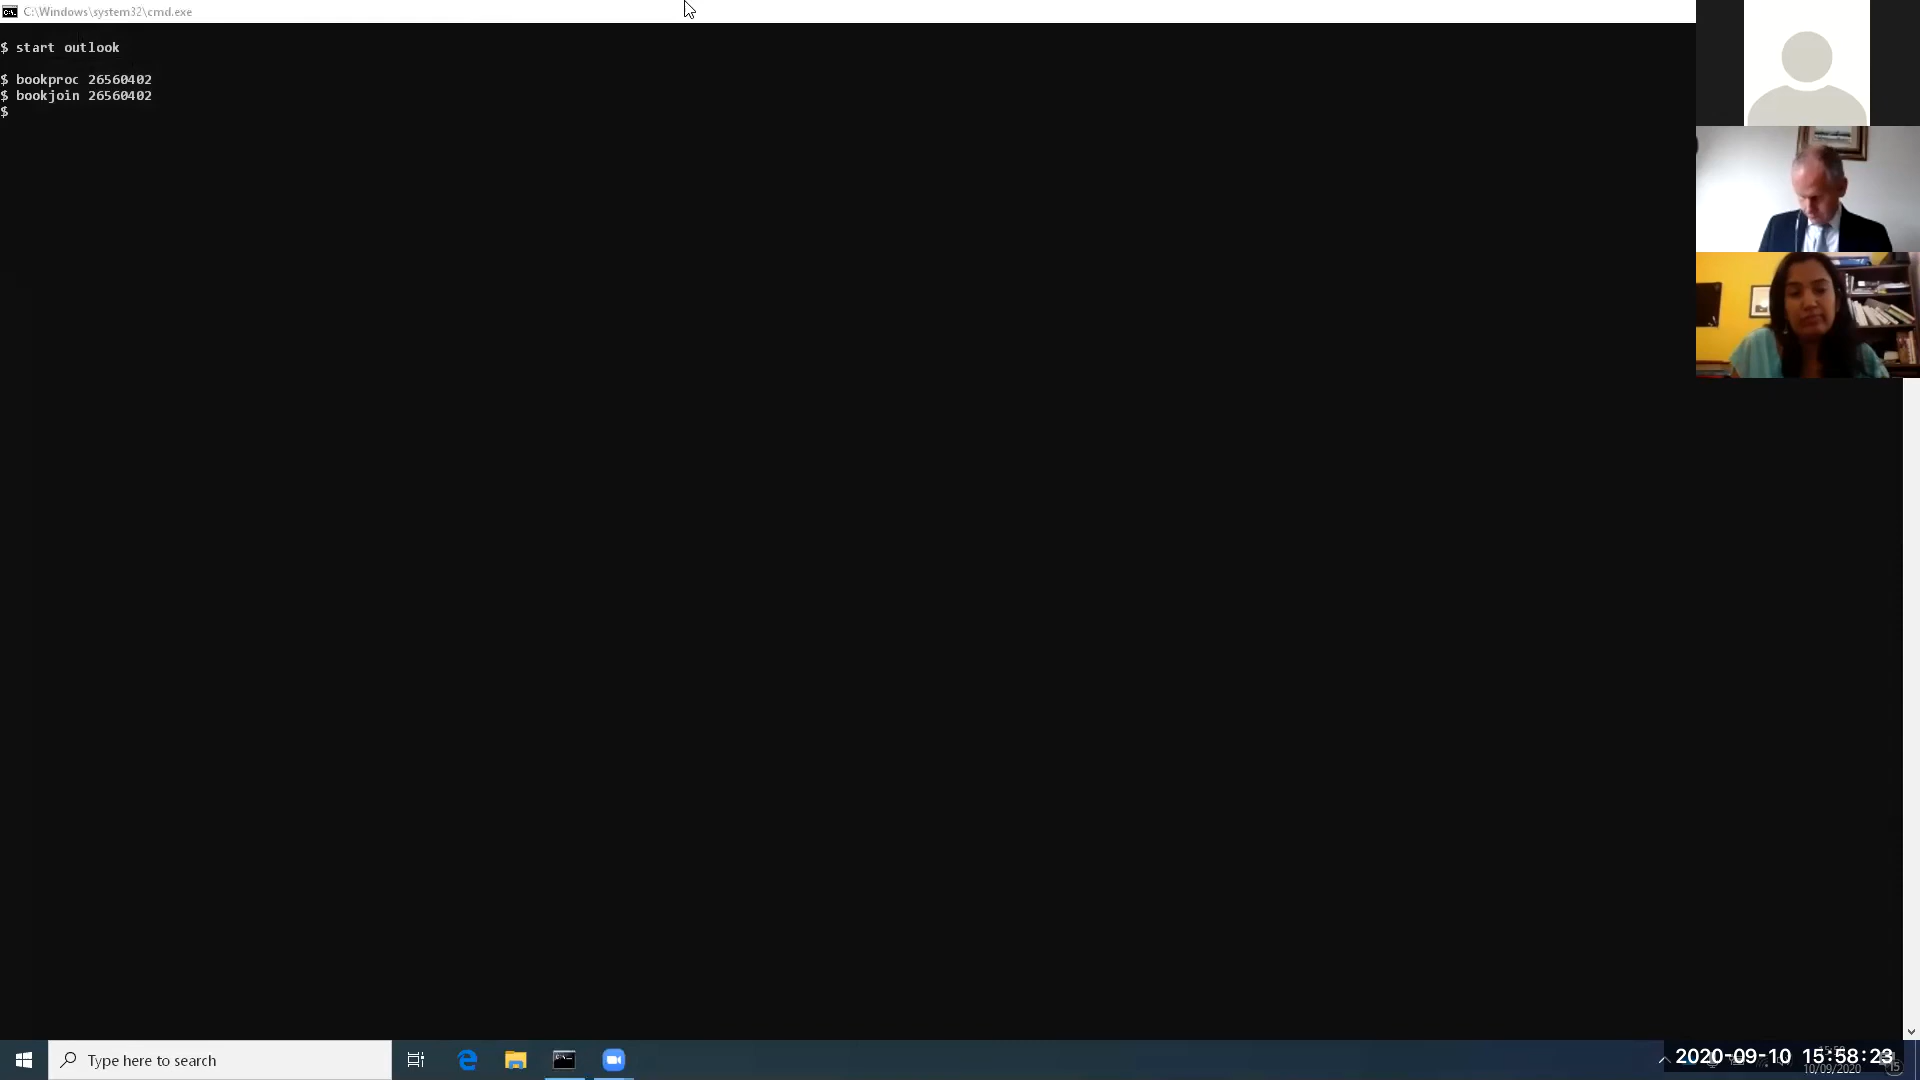 C:\Windows\system32\cmd.exe
$ start outlook
$ bookproc 26560402
$ bookjoin 26560402
$
Type here to search
2020-09-10 15:58:23
10/09/2020
15